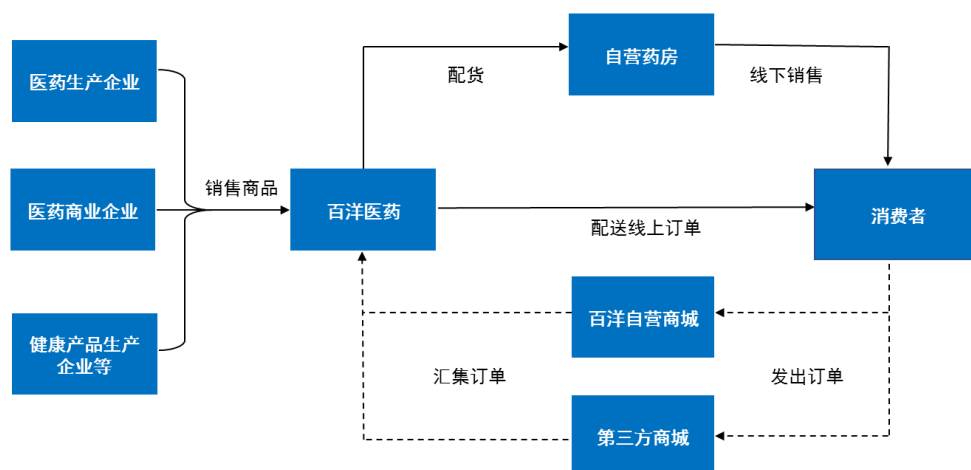 自营药房
医药生产企业
配货
线下销售
销售商品
医药商业企业
百洋医药
消费者
配送线上订单
百洋自营商城
健康产品生产
企业等
汇集订单
发出订单
第三方商城